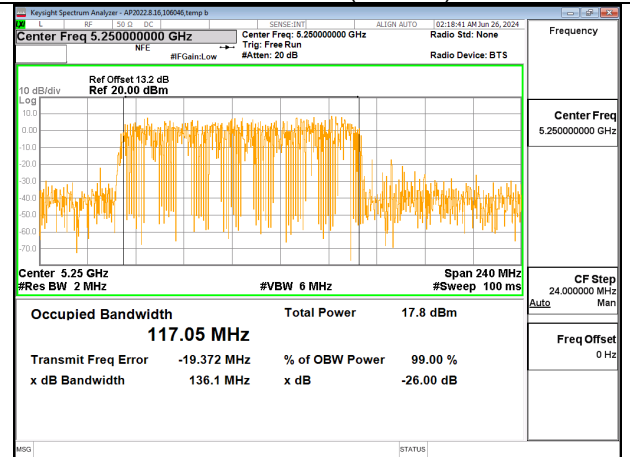 Keysight Spectrum Analyzer - AP2022.8.16,106046,temp b
L RF 50 Ω DC SENSE:INT ALIGN AUTO 02:18:41 AM Jun 26, 2024
Center Freq 5.250000000 GHz
Center Freq: 5.250000000 GHz
Radio Std: None
NFE
Trig: Free Run
#IFGain:Low
#Atten: 20 dB
Radio Device: BTS
Ref Offset 13.2 dB
10 dB/div
Ref 20.00 dBm
Log
10.0
0.00
-10.0
-20.0
-30.0
-40.0
-50.0
-60.0
-70.0
Center 5.25 GHz
Span 240 MHz
#Res BW 2 MHz
#VBW 6 MHz
#Sweep 100 ms
Occupied Bandwidth
Total Power 17.8 dBm
117.05 MHz
Transmit Freq Error -19.372 MHz
% of OBW Power 99.00 %
x dB Bandwidth 136.1 MHz
x dB -26.00 dB
MSG
STATUS
Frequency
Center Freq
5.250000000 GHz
CF Step
24.000000 MHz
Auto Man
Freq Offset
0 Hz